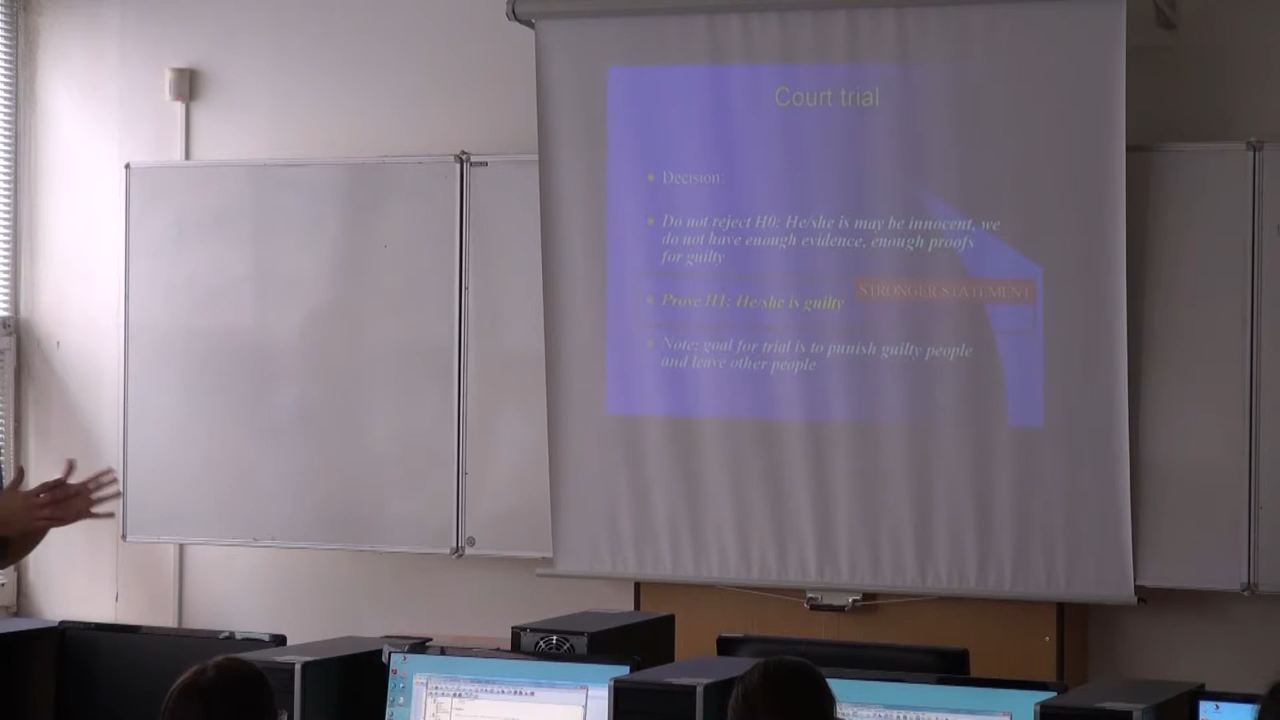 Court trial
Decision:
Do not reject H0: He/she is may be innocent, we
do not have enough evidence, enough proofs
for guilty
Prove H1: He/she is guilty
STRONGER STATEMENT
Note: goal for trial is to punish guilty people
and leave other people